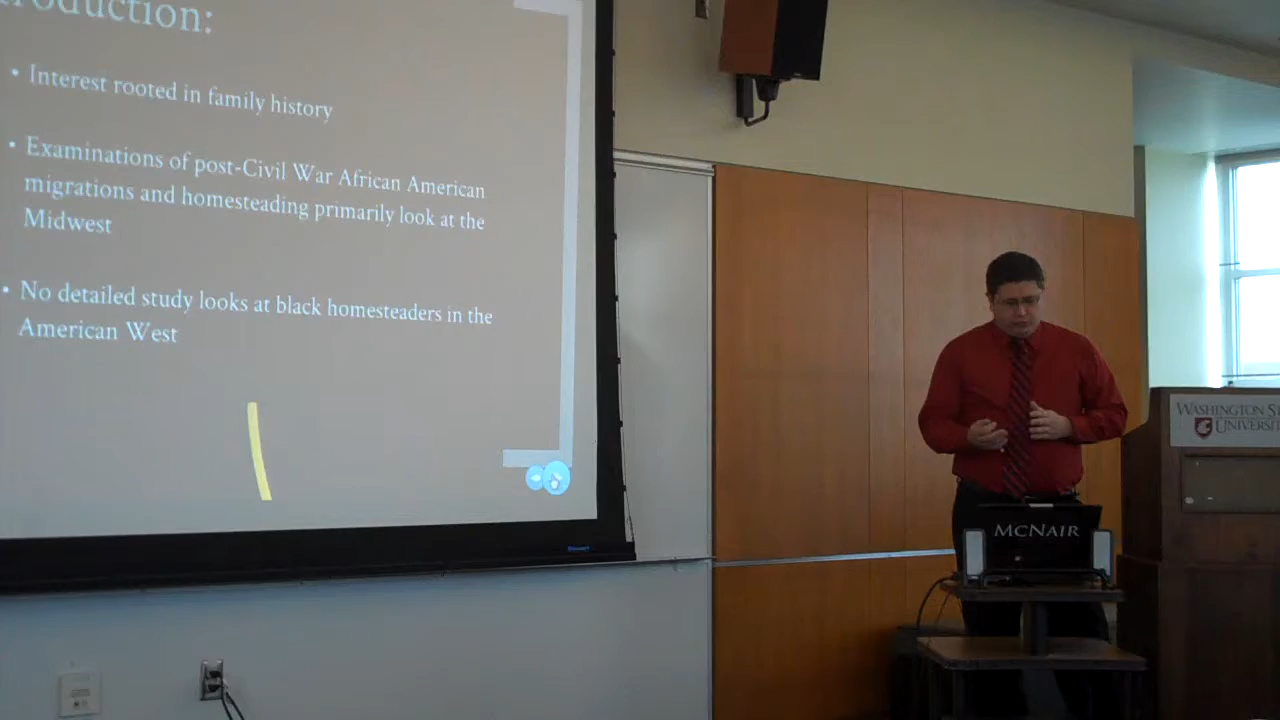 roduction:
• Interest rooted in family history
• Examinations of post-Civil War African American
migrations and homesteading primarily look at the
Midwest
• No detailed study looks at black homesteaders in the
American West
MCNAIR
WASHINGTON ST
UNIVERSIT